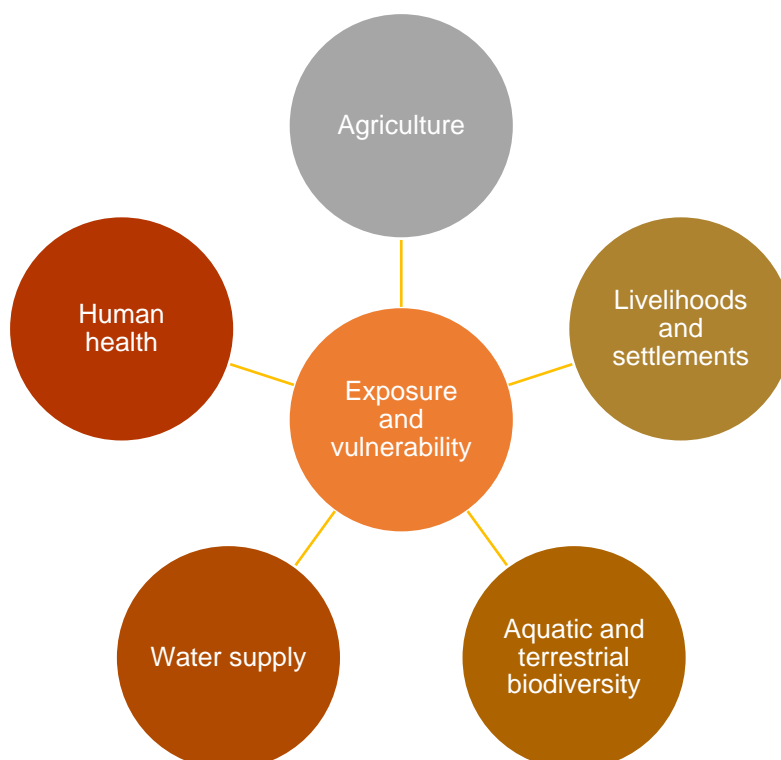 Agriculture
Human
health
Livelihoods
and
settlements
Exposure
and
vulnerability
Water supply
Aquatic and
terrestrial
biodiversity